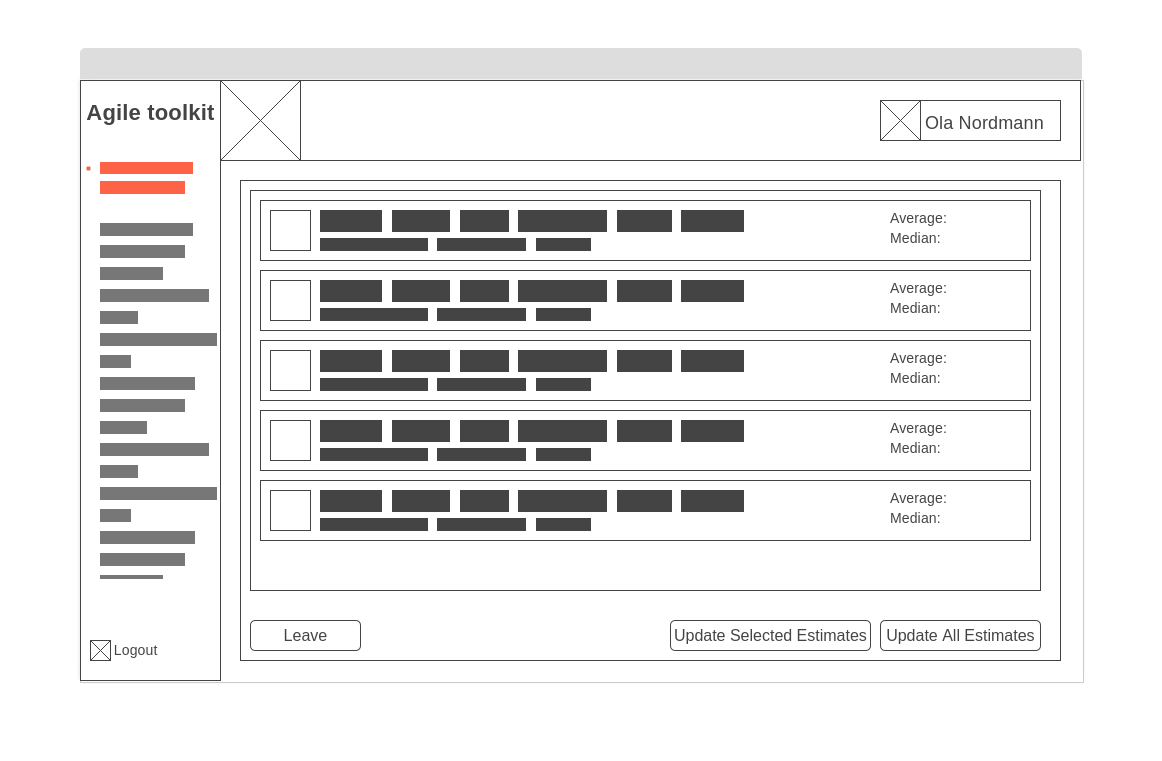 Agile toolkit
Ola Nordmann
Average:
Median:
Average:
Median:
Average:
Median:
Average:
Median:
Average:
Median:
Leave
Update Selected Estimates
Update All Estimates
Logout